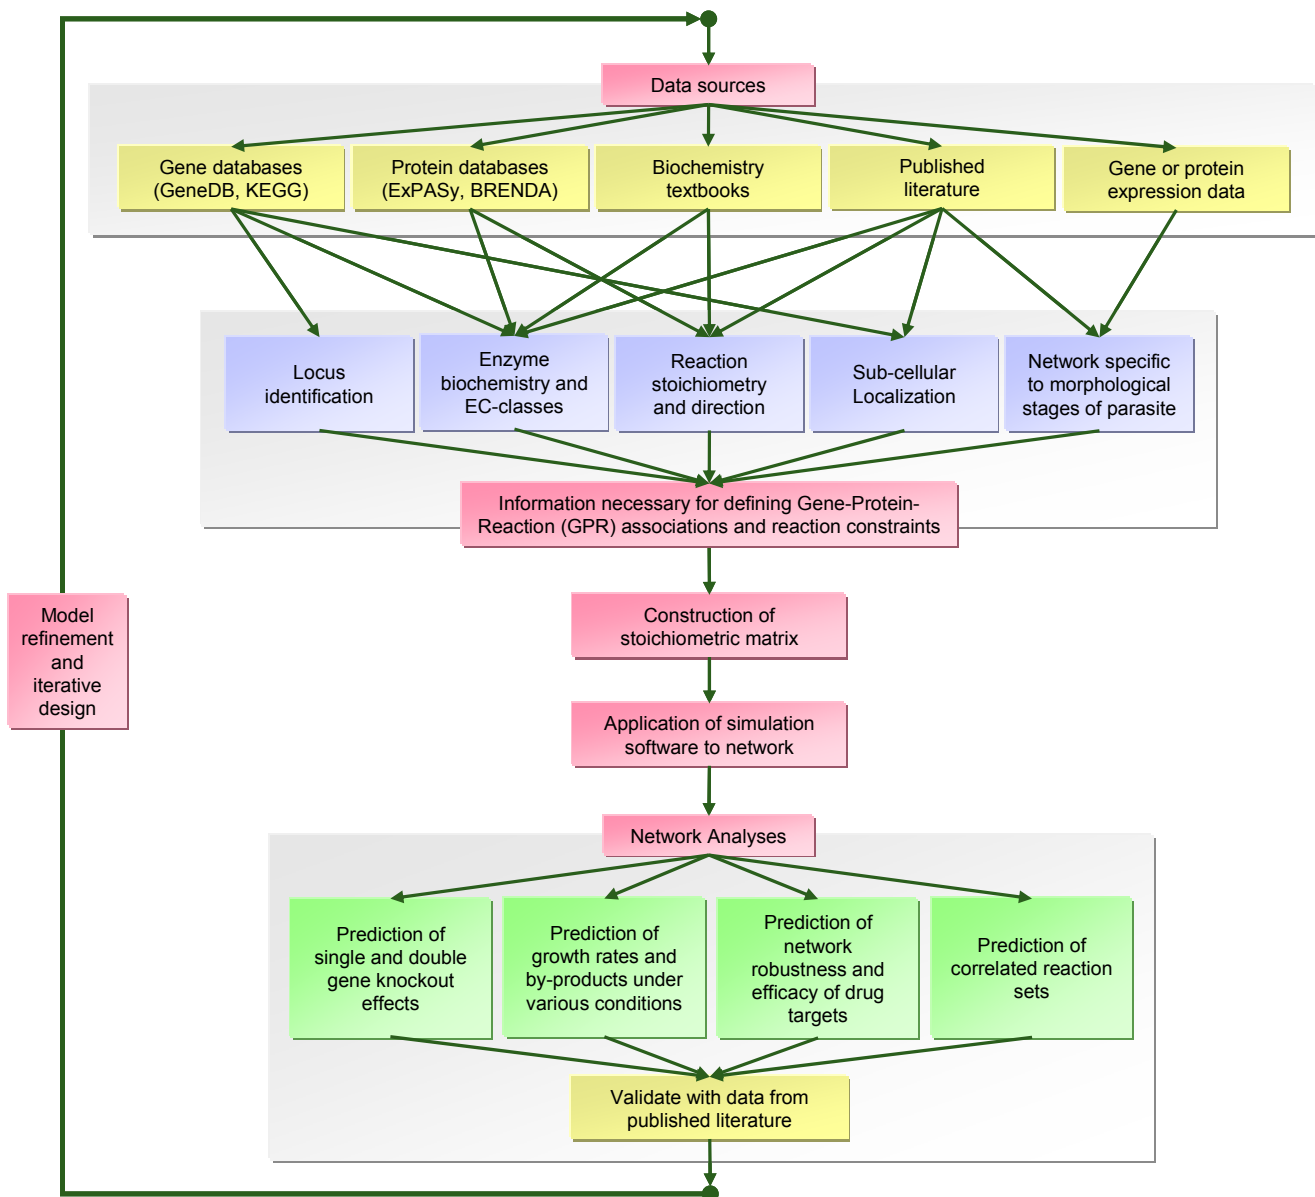 Data sources
Gene databases
(GeneDB, KEGG)
Protein databases
(ExPASy, BRENDA)
Biochemistry
textbooks
Published
literature
Gene or protein
expression data
Locus
identification
Enzyme
biochemistry and
EC-classes
Reaction
stoichiometry
and direction
Sub-cellular
Localization
Network specific
to morphological
stages of parasite
Information necessary for defining Gene-Protein-
Reaction (GPR) associations and reaction constraints
Model
refinement
and
iterative
design
Construction of
stoichiometric matrix
Application of simulation
software to network
Network Analyses
Prediction of
single and double
gene knockout
effects
Prediction of
growth rates and
by-products under
various conditions
Prediction of
network
robustness and
efficacy of drug
targets
Prediction of
correlated reaction
sets
Validate with data from
published literature